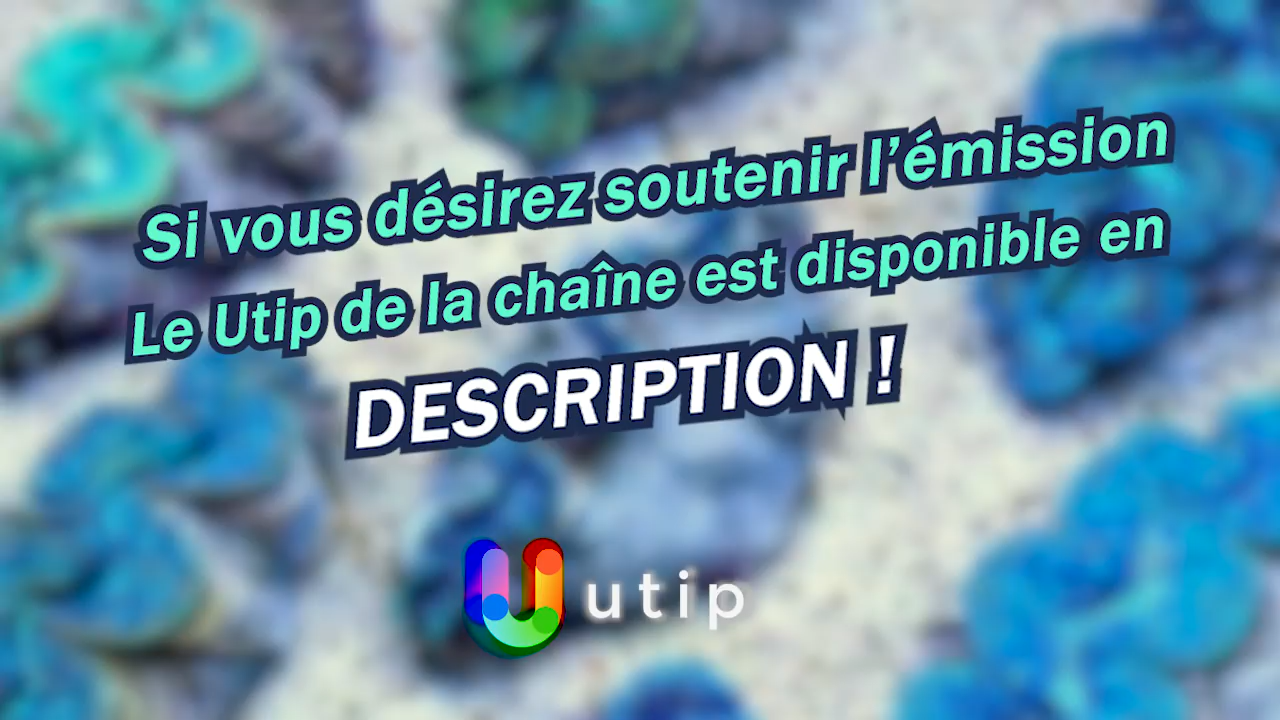 Si vous désirez soutenir l’émission
Le Utip de la chaîne est disponible en
DESCRIPTION !
utip